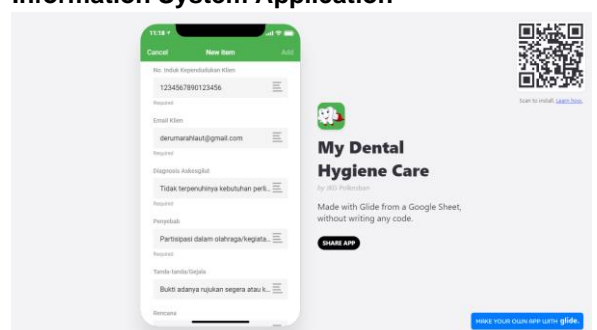 Information System Application
11:18
Cancel New Item Add
No. Induk Kependudukan Klien
1234567890123456
Required
Email Klien
derumarahlaut@gmail.com
Required
Diagnosis Askesgilut
Tidak terpenuhinya kebutuhan perli...
Required
Penyebab
Partisipasi dalam olahraga/kegiata...
Required
Tanda-tanda/Gejala
Bukti adanya rujukan segera atau k...
Required
Rencana
Scan to install. Learn how.
My Dental
Hygiene Care
by JKG Poltekban
Made with Glide from a Google Sheet,
without writing any code.
SHARE APP
MAKE YOUR OWN APP WITH glide.